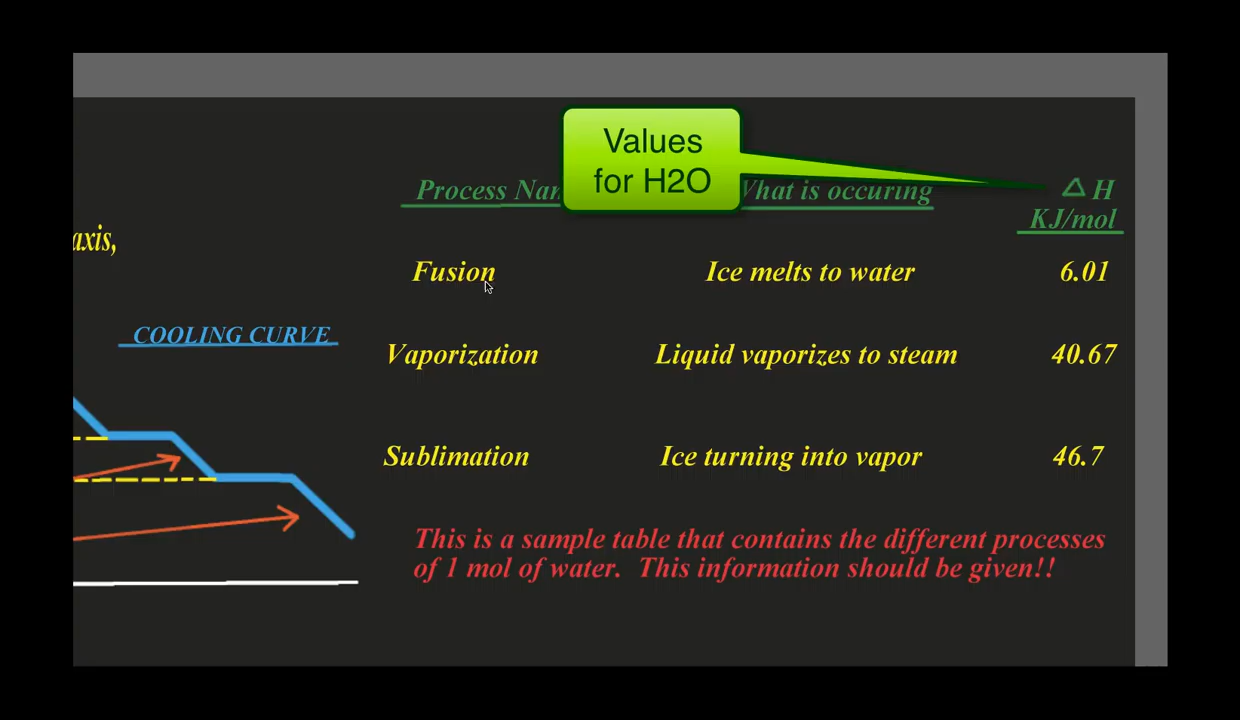 Values
for H2O
Process Nam
What is occuring
△ H
KJ/mol
axis,
Fusion
Ice melts to water
6.01
COOLING CURVE
Vaporization
Liquid vaporizes to steam
40.67
Sublimation
Ice turning into vapor
46.7
This is a sample table that contains the different processes
of 1 mol of water. This information should be given!!